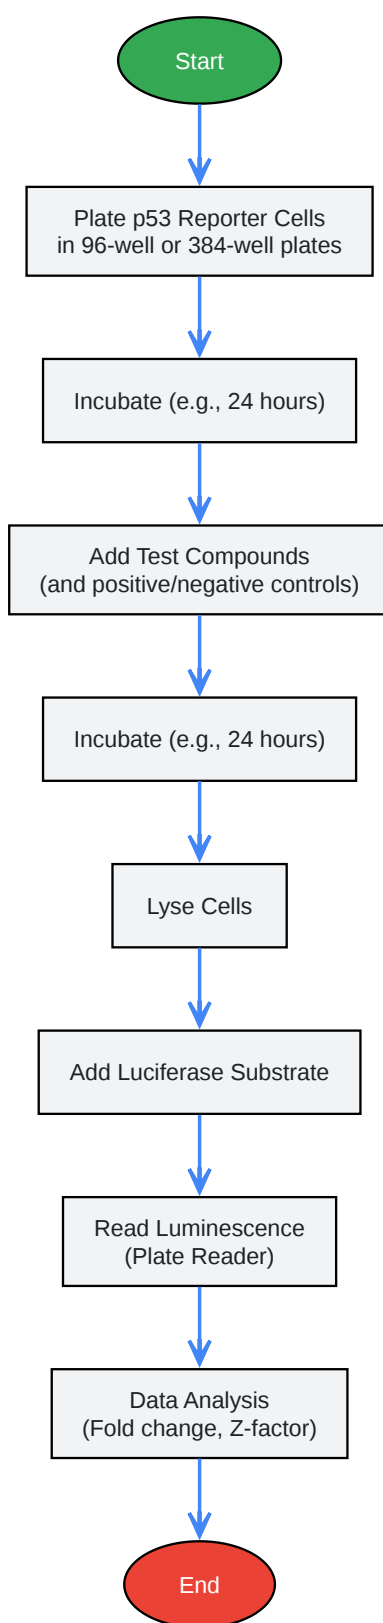 Start
Plate p53 Reporter Cells
in 96-well or 384-well plates
Incubate (e.g., 24 hours)
Add Test Compounds
(and positive/negative controls)
Incubate (e.g., 24 hours)
Lyse Cells
Add Luciferase Substrate
Read Luminescence
(Plate Reader)
Data Analysis
(Fold change, Z-factor)
End